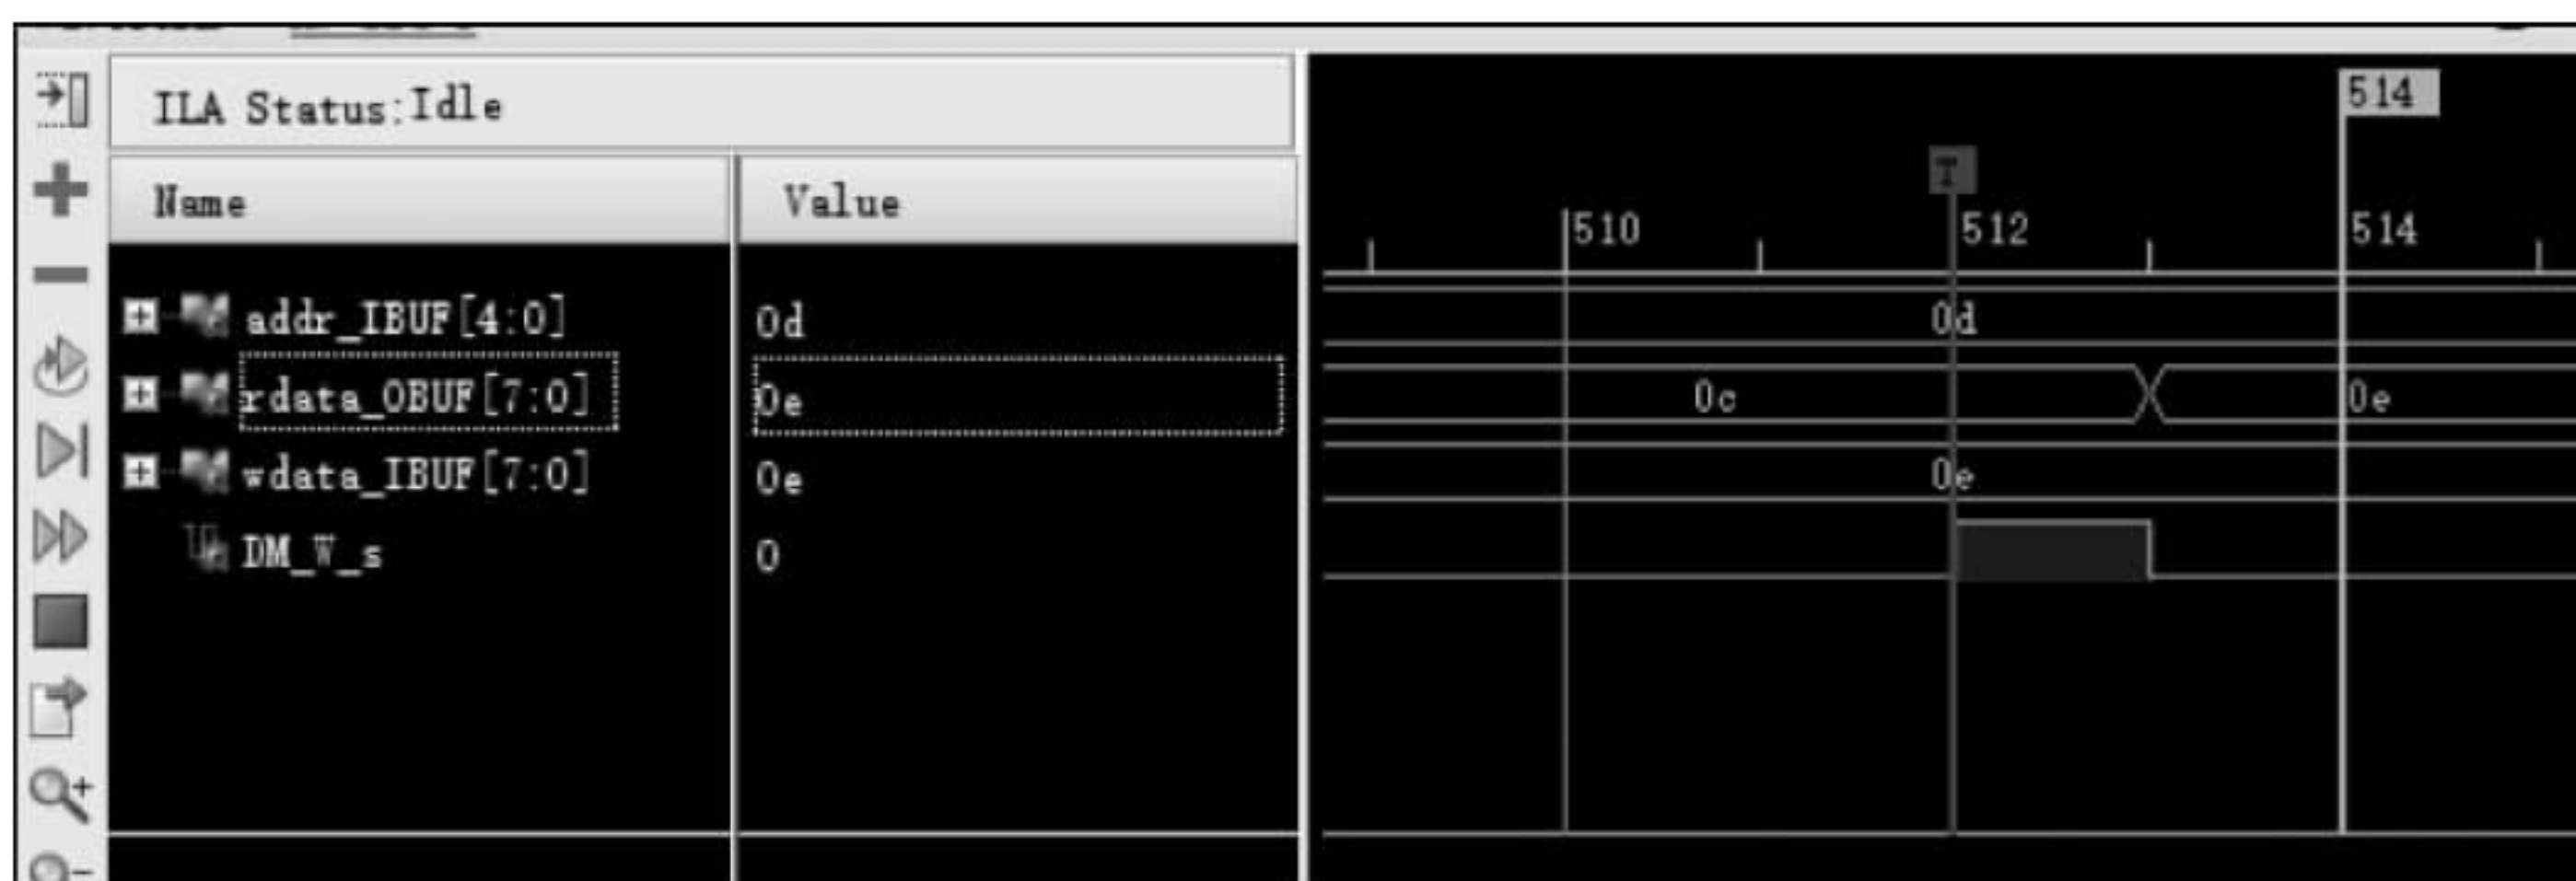 ILA Status:Idle
Name Value
514
T
510 512 514
addr_IBUF[4:0] 0d 0d
rdata_OBUF[7:0] 0e 0c 0e
wdata_IBUF[7:0] 0e 0e
DM_W_s 0